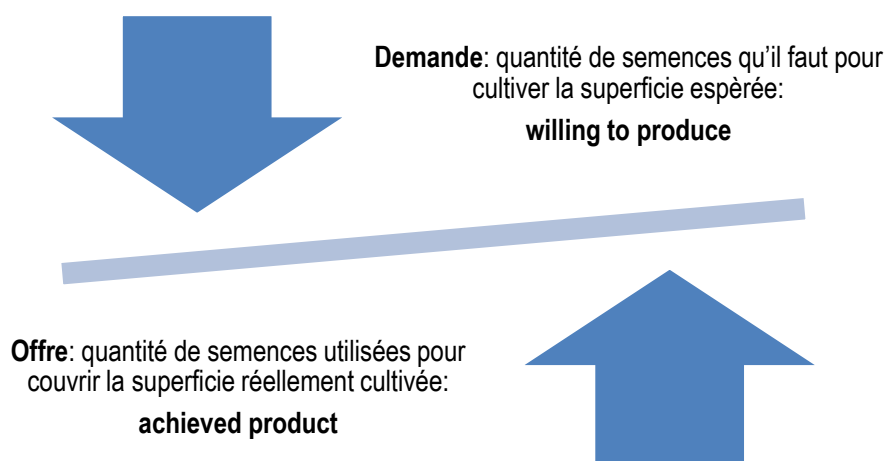 Demande: quantité de semences qu'il faut pour
cultiver la superficie espèrée:
willing to produce
Offre: quantité de semences utilisées pour
couvrir la superficie réellement cultivée:
achieved product